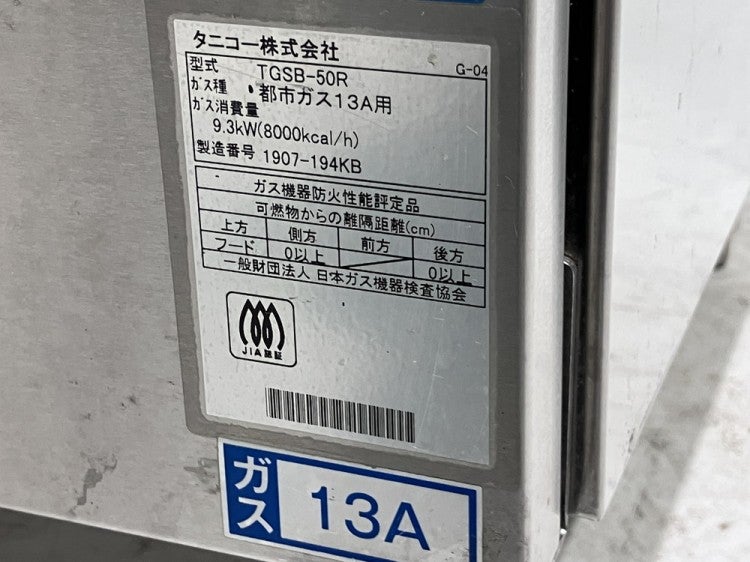 タニコー株式会社
G-04
型式 TGSB-50R
ガス種 ・都市ガス13A用
ガス消費量
9.3kW(8000kcal/h)
製造番号 1907-194KB
ガス機器防火性能評定品
可燃物からの離隔距離(cm)
上方 側方 前方 後方
フード 0以上 0以上
一般財団法人 日本ガス機器検査協会
JIA認証
ガス 13A